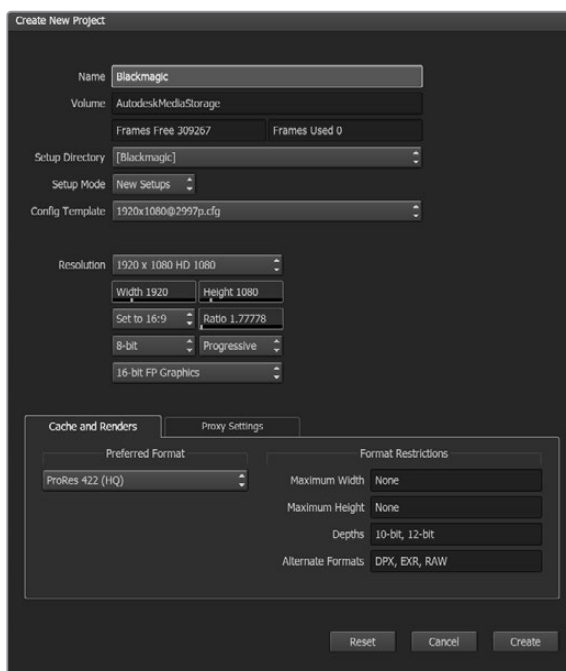 Create New Project
Name Blackmagic
Volume AutodeskMediaStorage
Frames Free 309267 Frames Used 0
Setup Directory [Blackmagic]
Setup Mode New Setups
Config Template 1920x1080@2997p.cfg
Resolution 1920 x 1080 HD 1080
Width 1920 Height 1080
Set to 16:9 Ratio 1.77778
8-bit Progressive
16-bit FP Graphics
Cache and Renders Proxy Settings
Preferred Format Format Restrictions
ProRes 422 (HQ) Maximum Width None
Maximum Height None
Depths 10-bit, 12-bit
Alternate Formats DPX, EXR, RAW
Reset Cancel Create